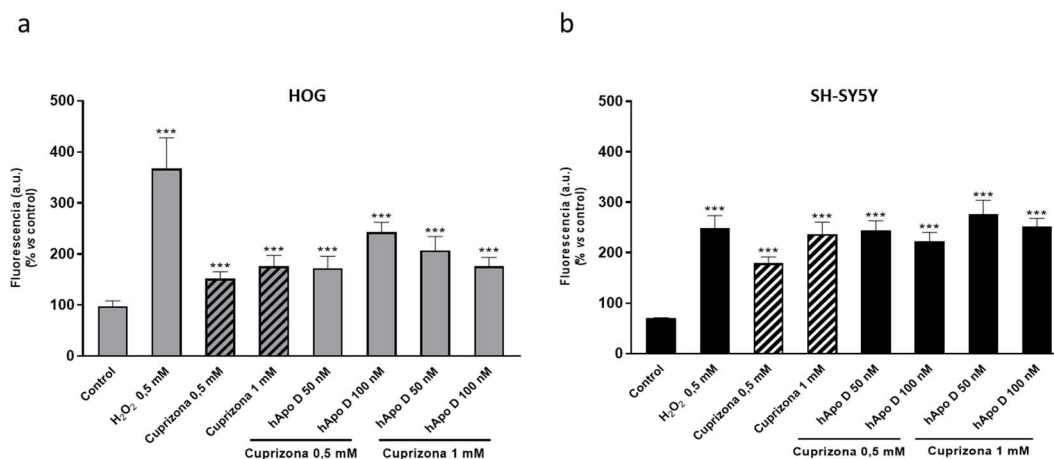 a
HOG
Fluorescencia (a.u.)
(% vs control)
500
400
300
200
100
0
***
***
***
***
***
***
***
Control
H₂O₂ 0,5 mM
Cuprizona 0,5 mM
Cuprizona 1 mM
hApo D 50 nM
hApo D 100 nM
hApo D 50 nM
hApo D 100 nM
Cuprizona 0,5 mM
Cuprizona 1 mM
b
SH-SY5Y
Fluorescencia (a.u.)
(% vs control)
500
400
300
200
100
0
***
***
***
***
***
***
***
Control
H₂O₂ 0,5 mM
Cuprizona 0,5 mM
Cuprizona 1 mM
hApo D 50 nM
hApo D 100 nM
hApo D 50 nM
hApo D 100 nM
Cuprizona 0,5 mM
Cuprizona 1 mM